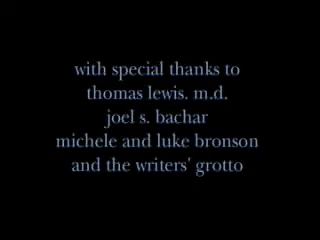 with special thanks to
thomas lewis. m.d.
joel s. bachar
michele and luke bronson
and the writers' grotto